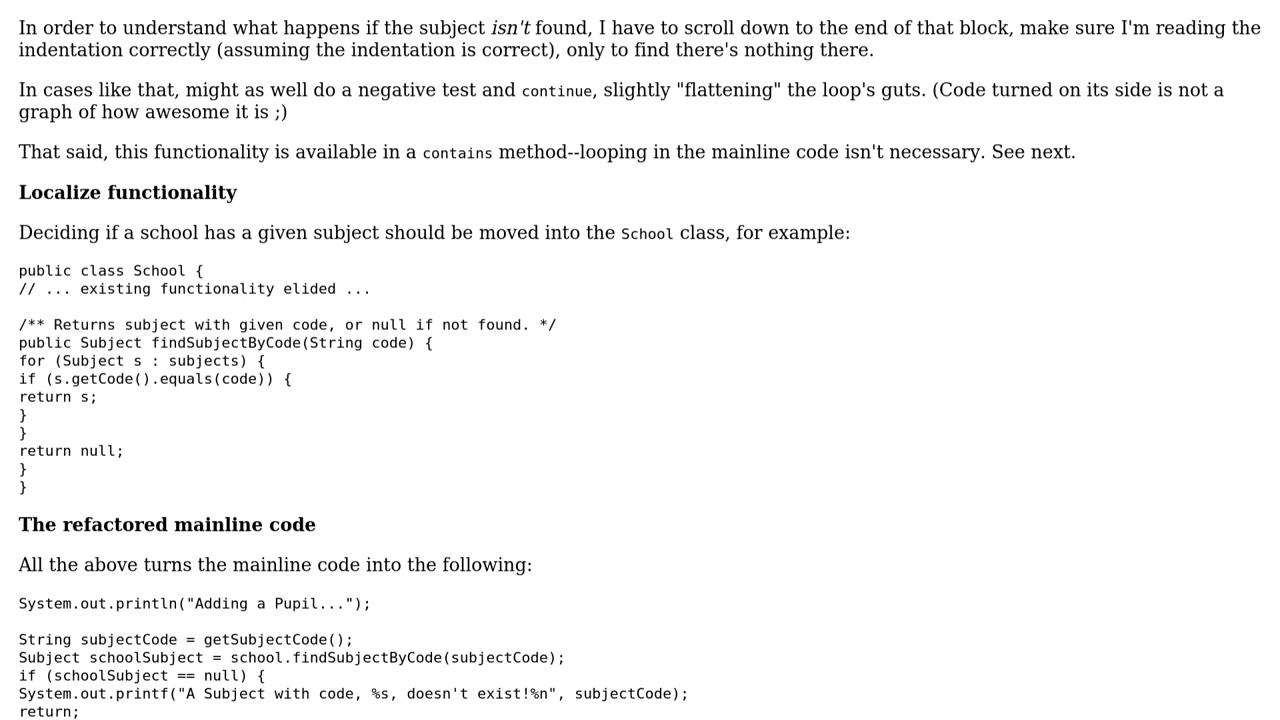 In order to understand what happens if the subject isn't found, I have to scroll down to the end of that block, make sure I'm reading the
indentation correctly (assuming the indentation is correct), only to find there's nothing there.
In cases like that, might as well do a negative test and continue, slightly "flattening" the loop's guts. (Code turned on its side is not a
graph of how awesome it is ;)
That said, this functionality is available in a contains method--looping in the mainline code isn't necessary. See next.
Localize functionality
Deciding if a school has a given subject should be moved into the School class, for example:
public class School {
// ... existing functionality elided ...
/** Returns subject with given code, or null if not found. */
public Subject findSubjectByCode(String code) {
for (Subject s : subjects) {
if (s.getCode().equals(code)) {
return s;
}
}
return null;
}
}
The refactored mainline code
All the above turns the mainline code into the following:
System.out.println("Adding a Pupil...");
String subjectCode = getSubjectCode();
Subject schoolSubject = school.findSubjectByCode(subjectCode);
if (schoolSubject == null) {
System.out.printf("A Subject with code, %s, doesn't exist!%n", subjectCode);
return;